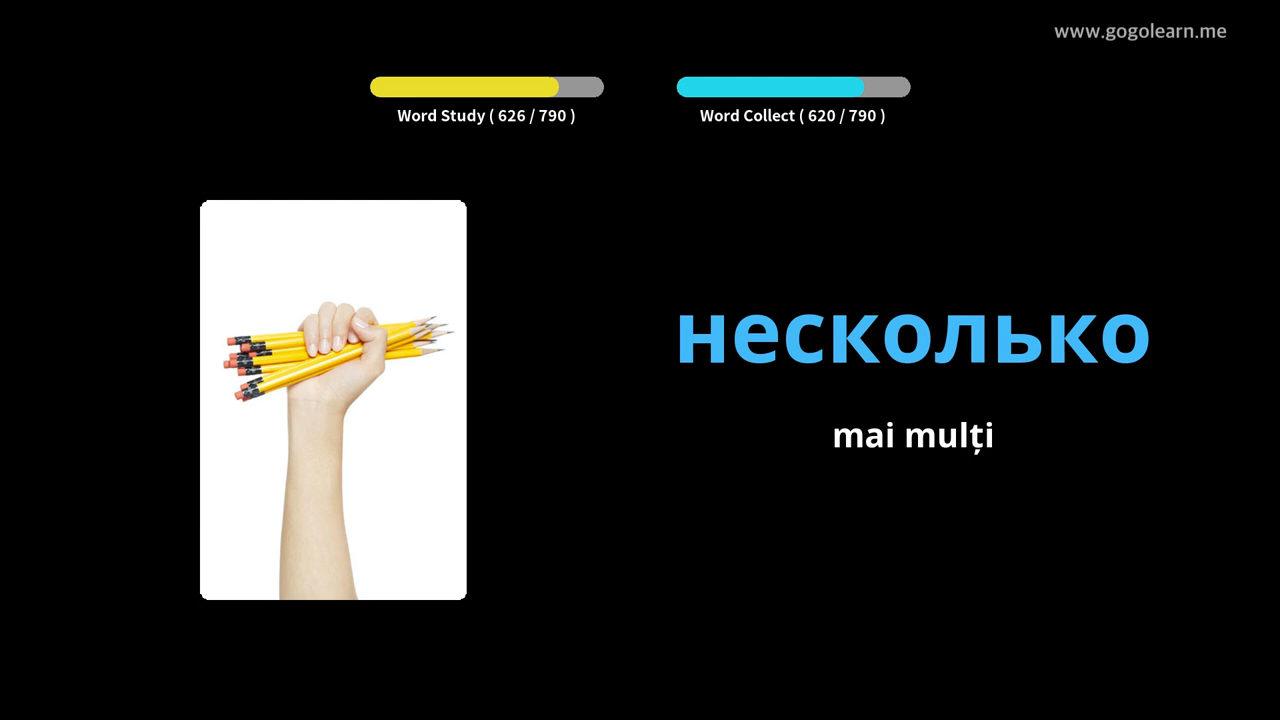 www.gogolearn.me
Word Study ( 626 / 790 )
Word Collect ( 620 / 790 )
несколько
mai mulți